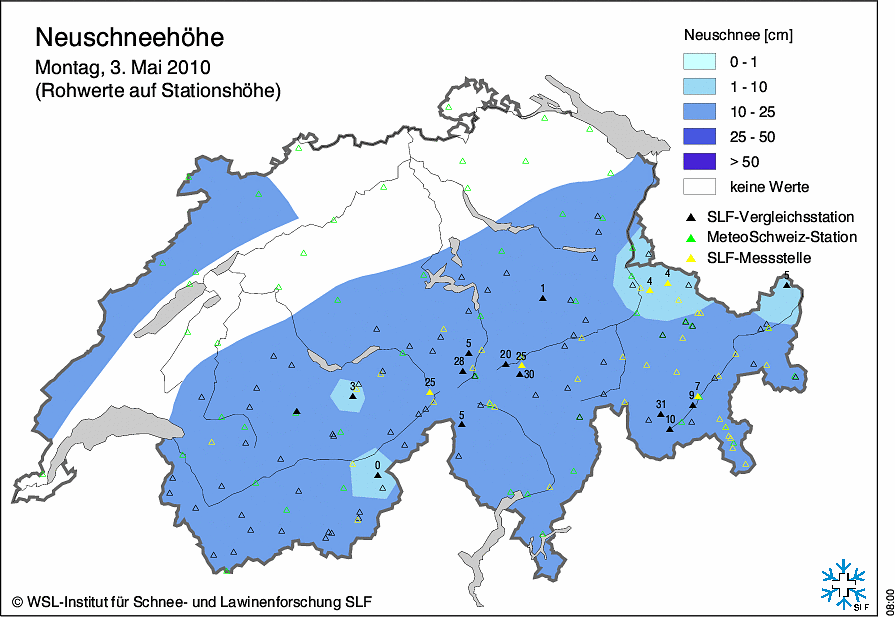 Neuschneehöhe
Montag, 3. Mai 2010
(Rohwerte auf Stationshöhe)
Neuschnee [cm]
0 - 1
1 - 10
10 - 25
25 - 50
> 50
keine Werte
SLF-Vergleichsstation
MeteoSchweiz-Station
SLF-Messstelle
4 4 5
1
5 20 25
28 30
3 25 7
9
31 10
5
0
© WSL-Institut für Schnee- und Lawinenforschung SLF
SLF
08:00